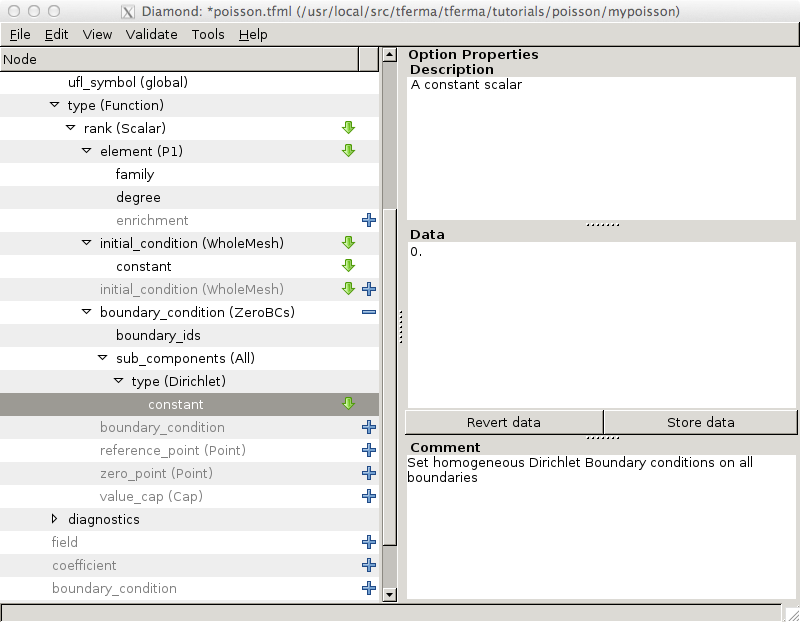 Diamond: *poisson.tfml (/usr/local/src/tferma/tferma/tutorials/poisson/mypoisson)
File Edit View Validate Tools Help
Node
ufl_symbol (global)
type (Function)
rank (Scalar)
element (P1)
family
degree
enrichment
initial_condition (WholeMesh)
constant
initial_condition (WholeMesh)
boundary_condition (ZeroBCs)
boundary_ids
sub_components (All)
type (Dirichlet)
constant
boundary_condition
reference_point (Point)
zero_point (Point)
value_cap (Cap)
diagnostics
field
coefficient
boundary_condition
Option Properties
Description
A constant scalar
Data
0.
Revert data
Store data
Comment
Set homogeneous Dirichlet Boundary conditions on all
boundaries